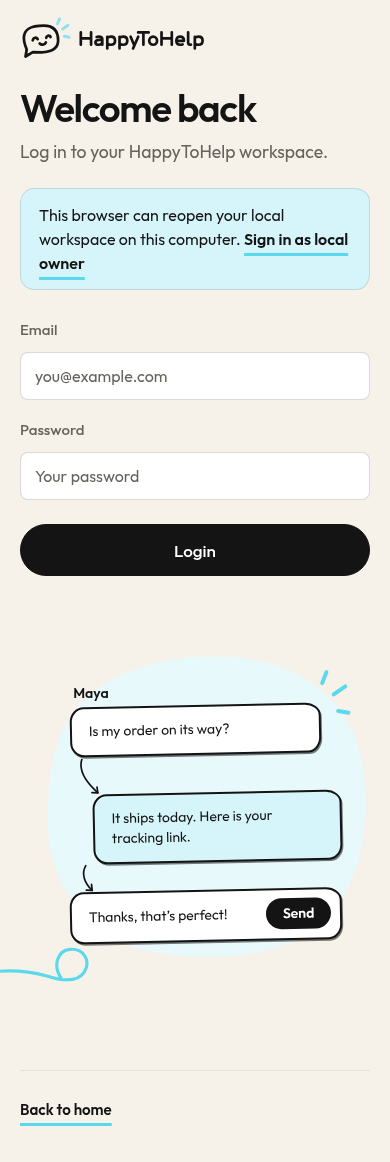 HappyToHelp
Welcome back
Log in to your HappyToHelp workspace.
This browser can reopen your local
workspace on this computer. Sign in as local
owner
Email
you@example.com
Password
Your password
Login
Maya
Is my order on its way?
It ships today. Here is your
tracking link.
Thanks, that's perfect!
Send
Back to home